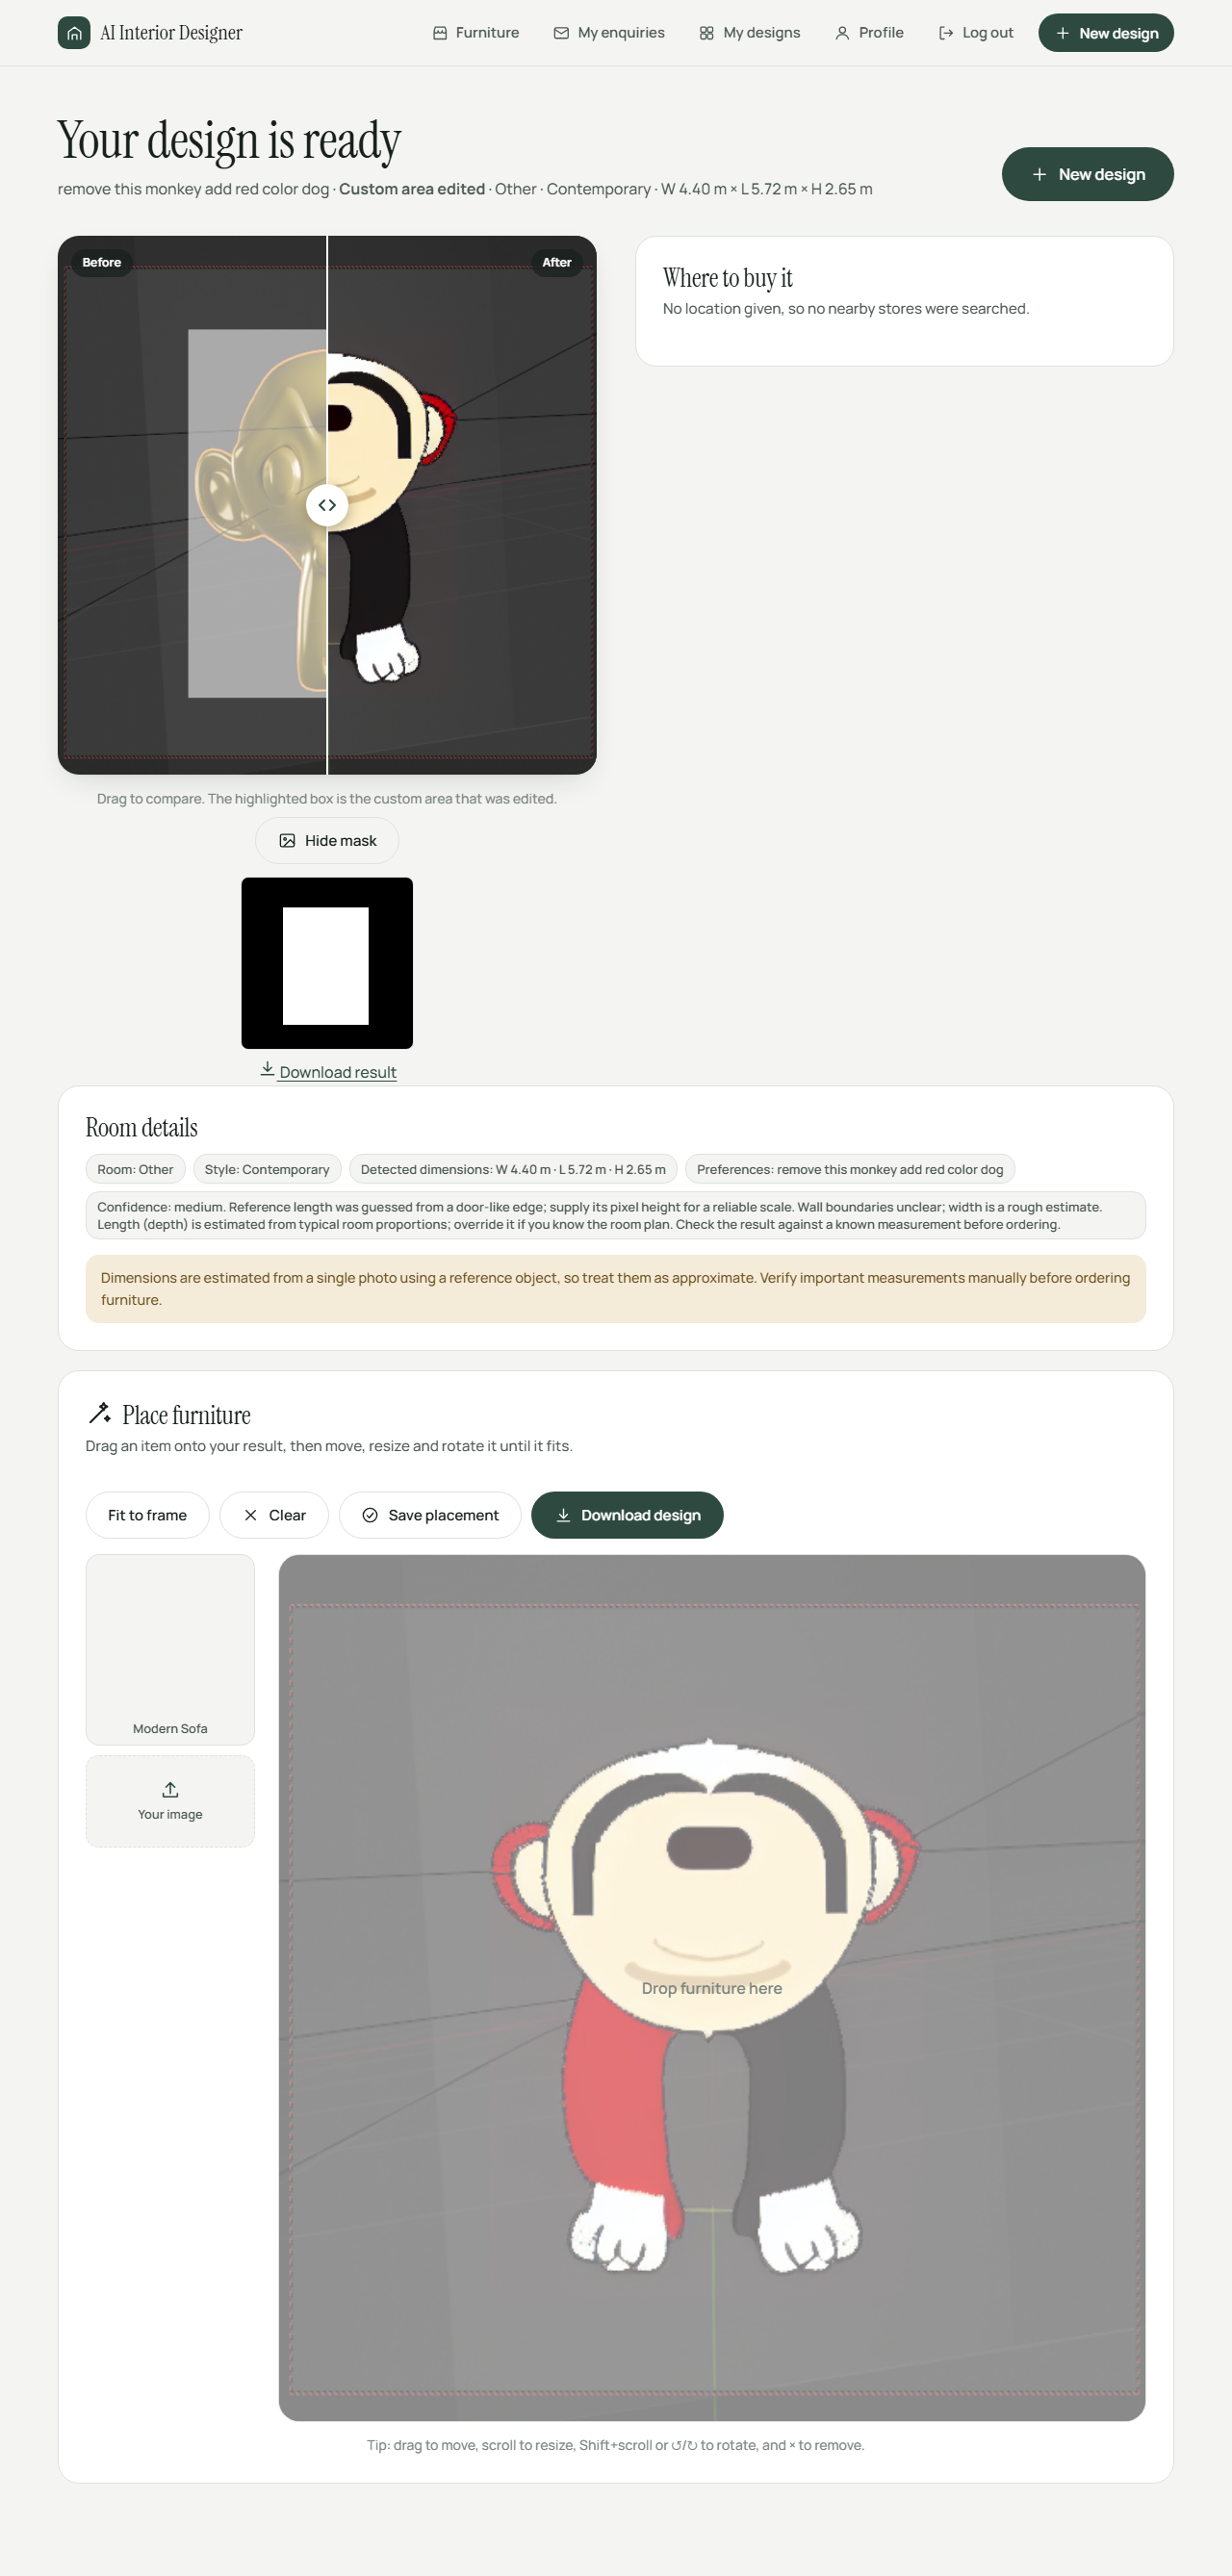 AI Interior Designer
Furniture
My enquiries
My designs
Profile
Log out
New design
Your design is ready
remove this monkey add red color dog · Custom area edited · Other · Contemporary · W 4.40 m × L 5.72 m × H 2.65 m
New design
Before
After
Where to buy it
No location given, so no nearby stores were searched.
Drag to compare. The highlighted box is the custom area that was edited.
Hide mask
Download result
Room details
Room: Other
Style: Contemporary
Detected dimensions: W 4.40 m · L 5.72 m · H 2.65 m
Preferences: remove this monkey add red color dog
Confidence: medium. Reference length was guessed from a door-like edge; supply its pixel height for a reliable scale. Wall boundaries unclear; width is a rough estimate.
Length (depth) is estimated from typical room proportions; override it if you know the room plan. Check the result against a known measurement before ordering.
Dimensions are estimated from a single photo using a reference object, so treat them as approximate. Verify important measurements manually before ordering
furniture.
Place furniture
Drag an item onto your result, then move, resize and rotate it until it fits.
Fit to frame
Clear
Save placement
Download design
Modern Sofa
Your image
Drop furniture here
Tip: drag to move, scroll to resize, Shift+scroll or ↺/↻ to rotate, and × to remove.